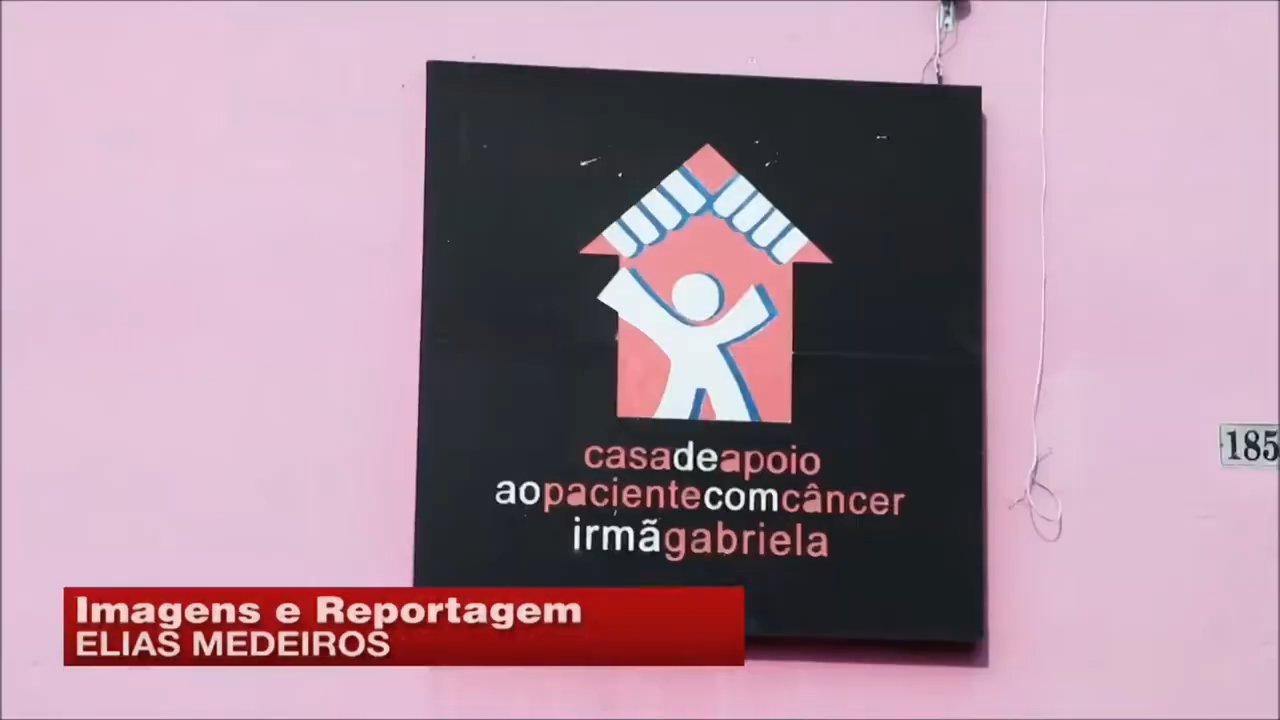 casadeapoio
aopacientecomcâncer
irmãgabriela
185
Imagens e Reportagem
ELIAS MEDEIROS